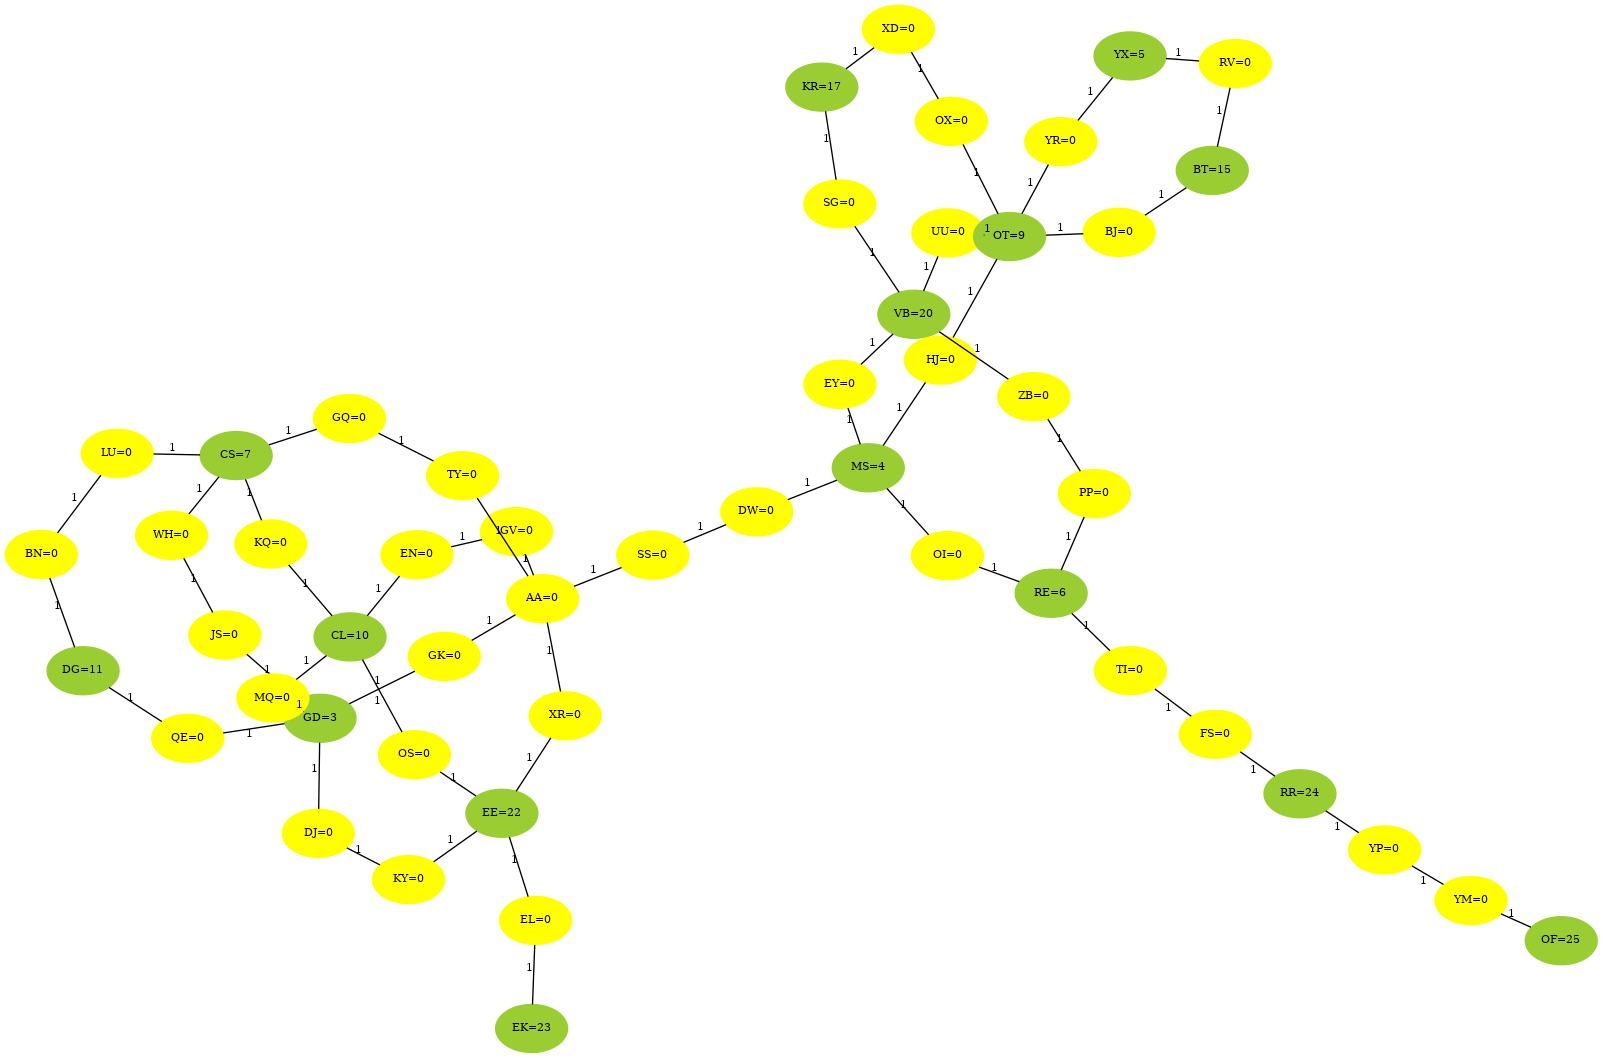 XD=0
1
YX=5
1
RV=0
KR=17
1
1
1
OX=0
YR=0
1
BT=15
1
1
1
1
SG=0
UU=0
1
OT=9
1
BJ=0
1
1
1
VB=20
1
1
HJ=0
EY=0
ZB=0
1
1
GQ=0
1
1
1
LU=0
CS=7
TY=0
MS=4
PP=0
1
1
1
1
1
DW=0
WH=0
KQ=0
EN=0
1
1
GV=0
1
1
BN=0
SS=0
OI=0
1
1
1
1
1
1
AA=0
RE=6
1
1
JS=0
CL=10
1
1
DG=11
1
1
GK=0
1
TI=0
1
1
1
MQ=0
1
GD=3
XR=0
1
QE=0
1
FS=0
1
OS=0
1
1
1
RR=24
EE=22
1
DJ=0
1
1
YP=0
KY=0
1
1
YM=0
1
EL=0
OF=25
1
EK=23